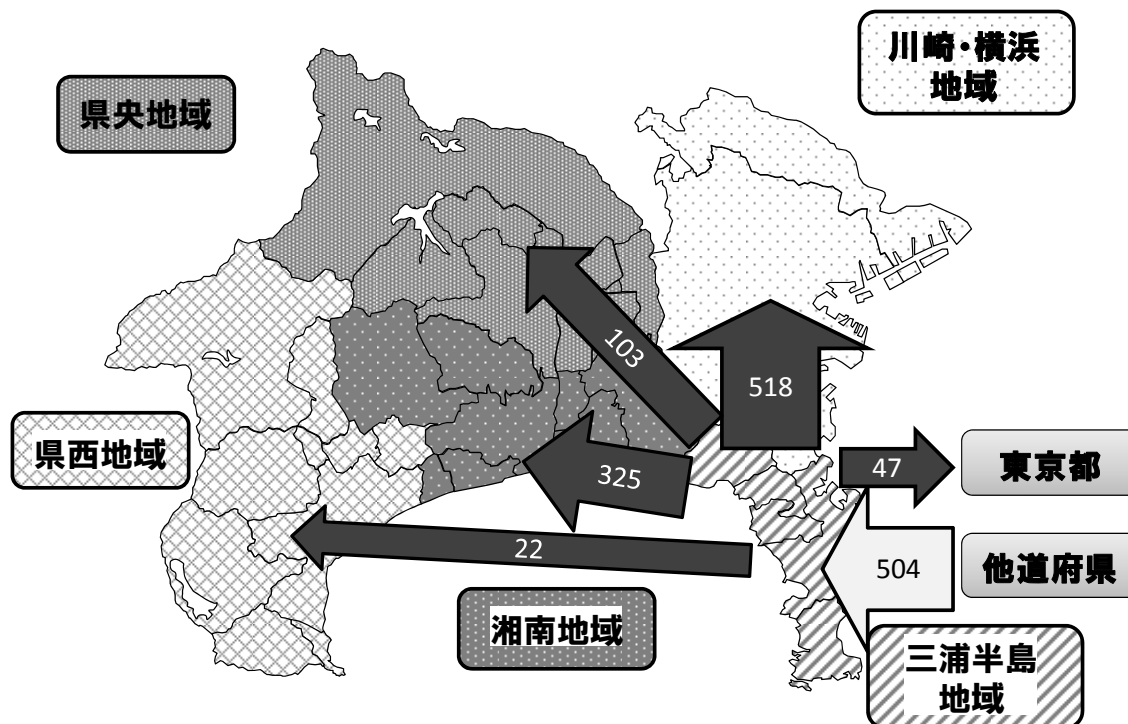 川崎・横浜
地域
県央地域
103
518
県西地域
325
47
東京都
22
504
他道府県
湘南地域
三浦半島
地域